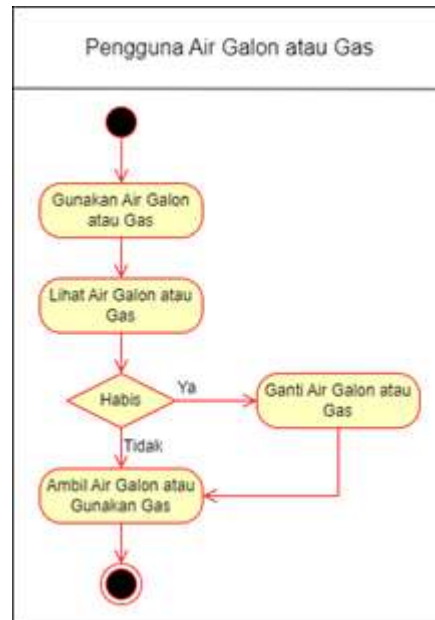 Pengguna Air Galon atau Gas
Gunakan Air Galon
atau Gas
Lihat Air Galon atau
Gas
Habis
Ya
Ganti Air Galon atau
Gas
Tidak
Ambil Air Galon atau
Gunakan Gas